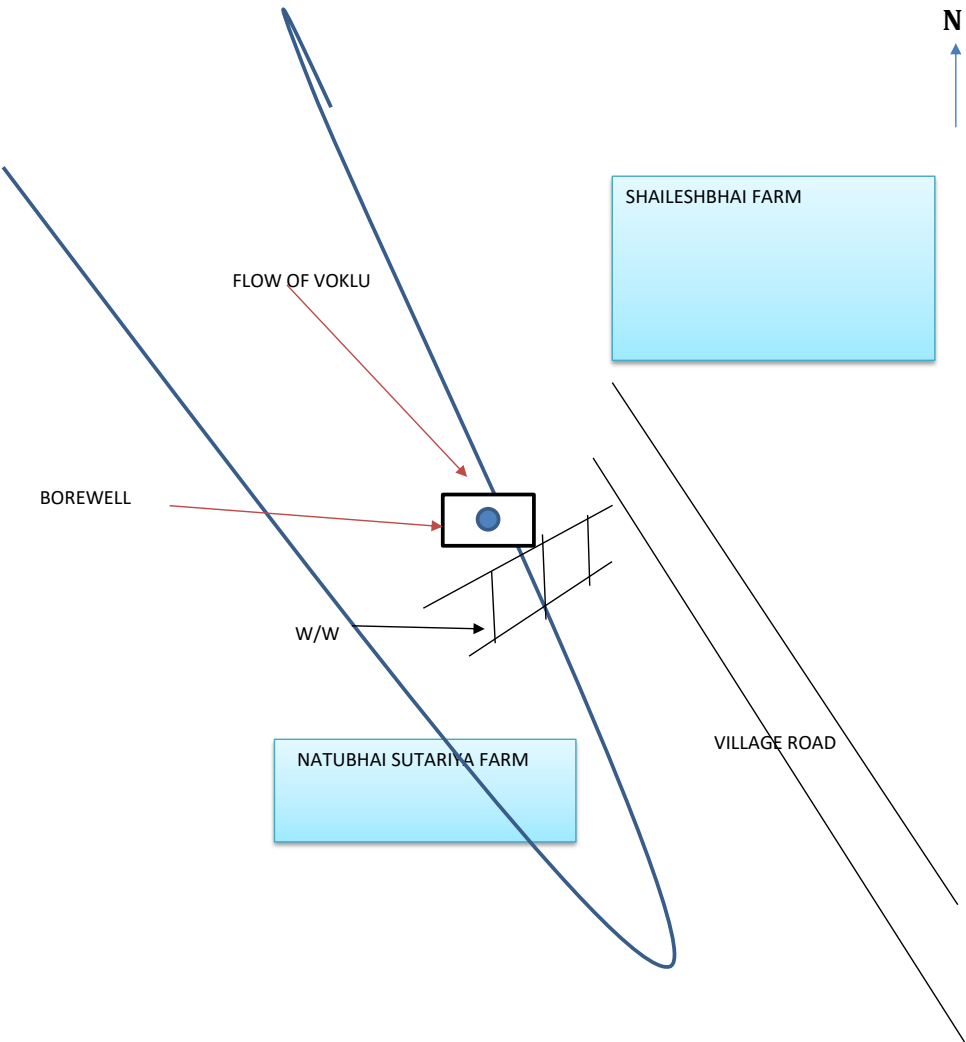 N
SHAILESHBHAI FARM
FLOW OF VOKLU
BOREWELL
W/W
VILLAGE ROAD
NATUBHAI SUTARIYA FARM